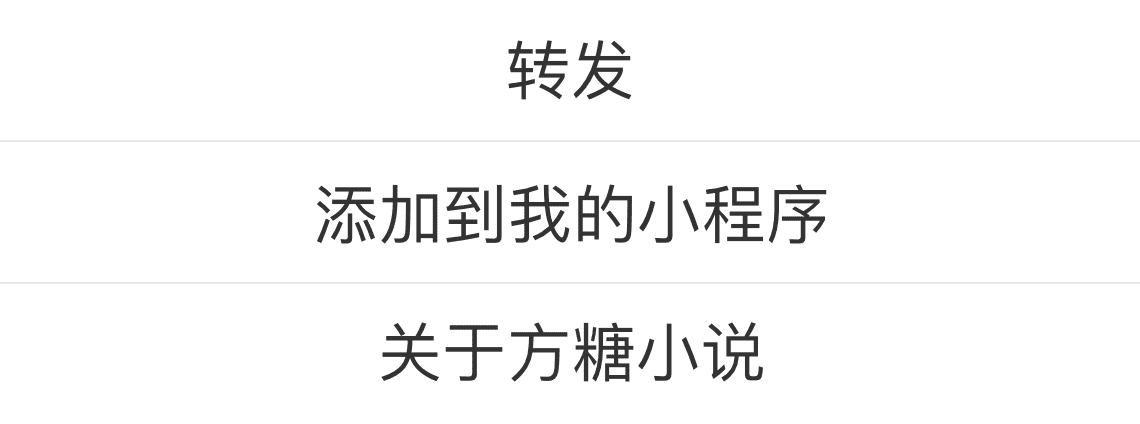 转发
添加到我的小程序
关于方糖小说